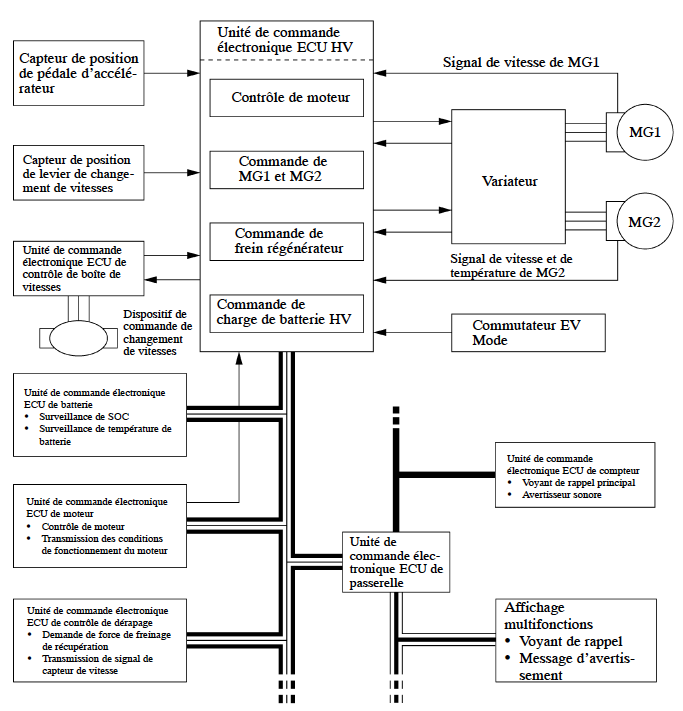 Unité de commande
électronique ECU HV
Capteur de position
de pédale d'accélé-
rateur
Signal de vitesse de MG1
Contrôle de moteur
MG1
Capteur de position
de levier de change-
ment de vitesses
Commande de
MG1 et MG2
Variateur
MG2
Unité de commande
électronique ECU de
contrôle de boîte de
vitesses
Commande de
frein régénérateur
Signal de vitesse et de
température de MG2
Dispositif de
commande de
changement
de vitesses
Commande de
charge de batterie HV
Commutateur EV
Mode
Unité de commande électronique
ECU de batterie
• Surveillance de SOC
• Surveillance de température de
batterie
Unité de commande
électronique ECU de compteur
• Voyant de rappel principal
• Avertisseur sonore
Unité de commande électronique
ECU de moteur
• Contrôle de moteur
• Transmission des conditions
de fonctionnement du moteur
Unité de
commande élec-
tronique ECU de
passerelle
Unité de commande électronique
ECU de contrôle de dérapage
• Demande de force de freinage
de récupération
• Transmission de signal de
capteur de vitesse
Affichage
multifonctions
• Voyant de rappel
• Message d'avertis-
sement